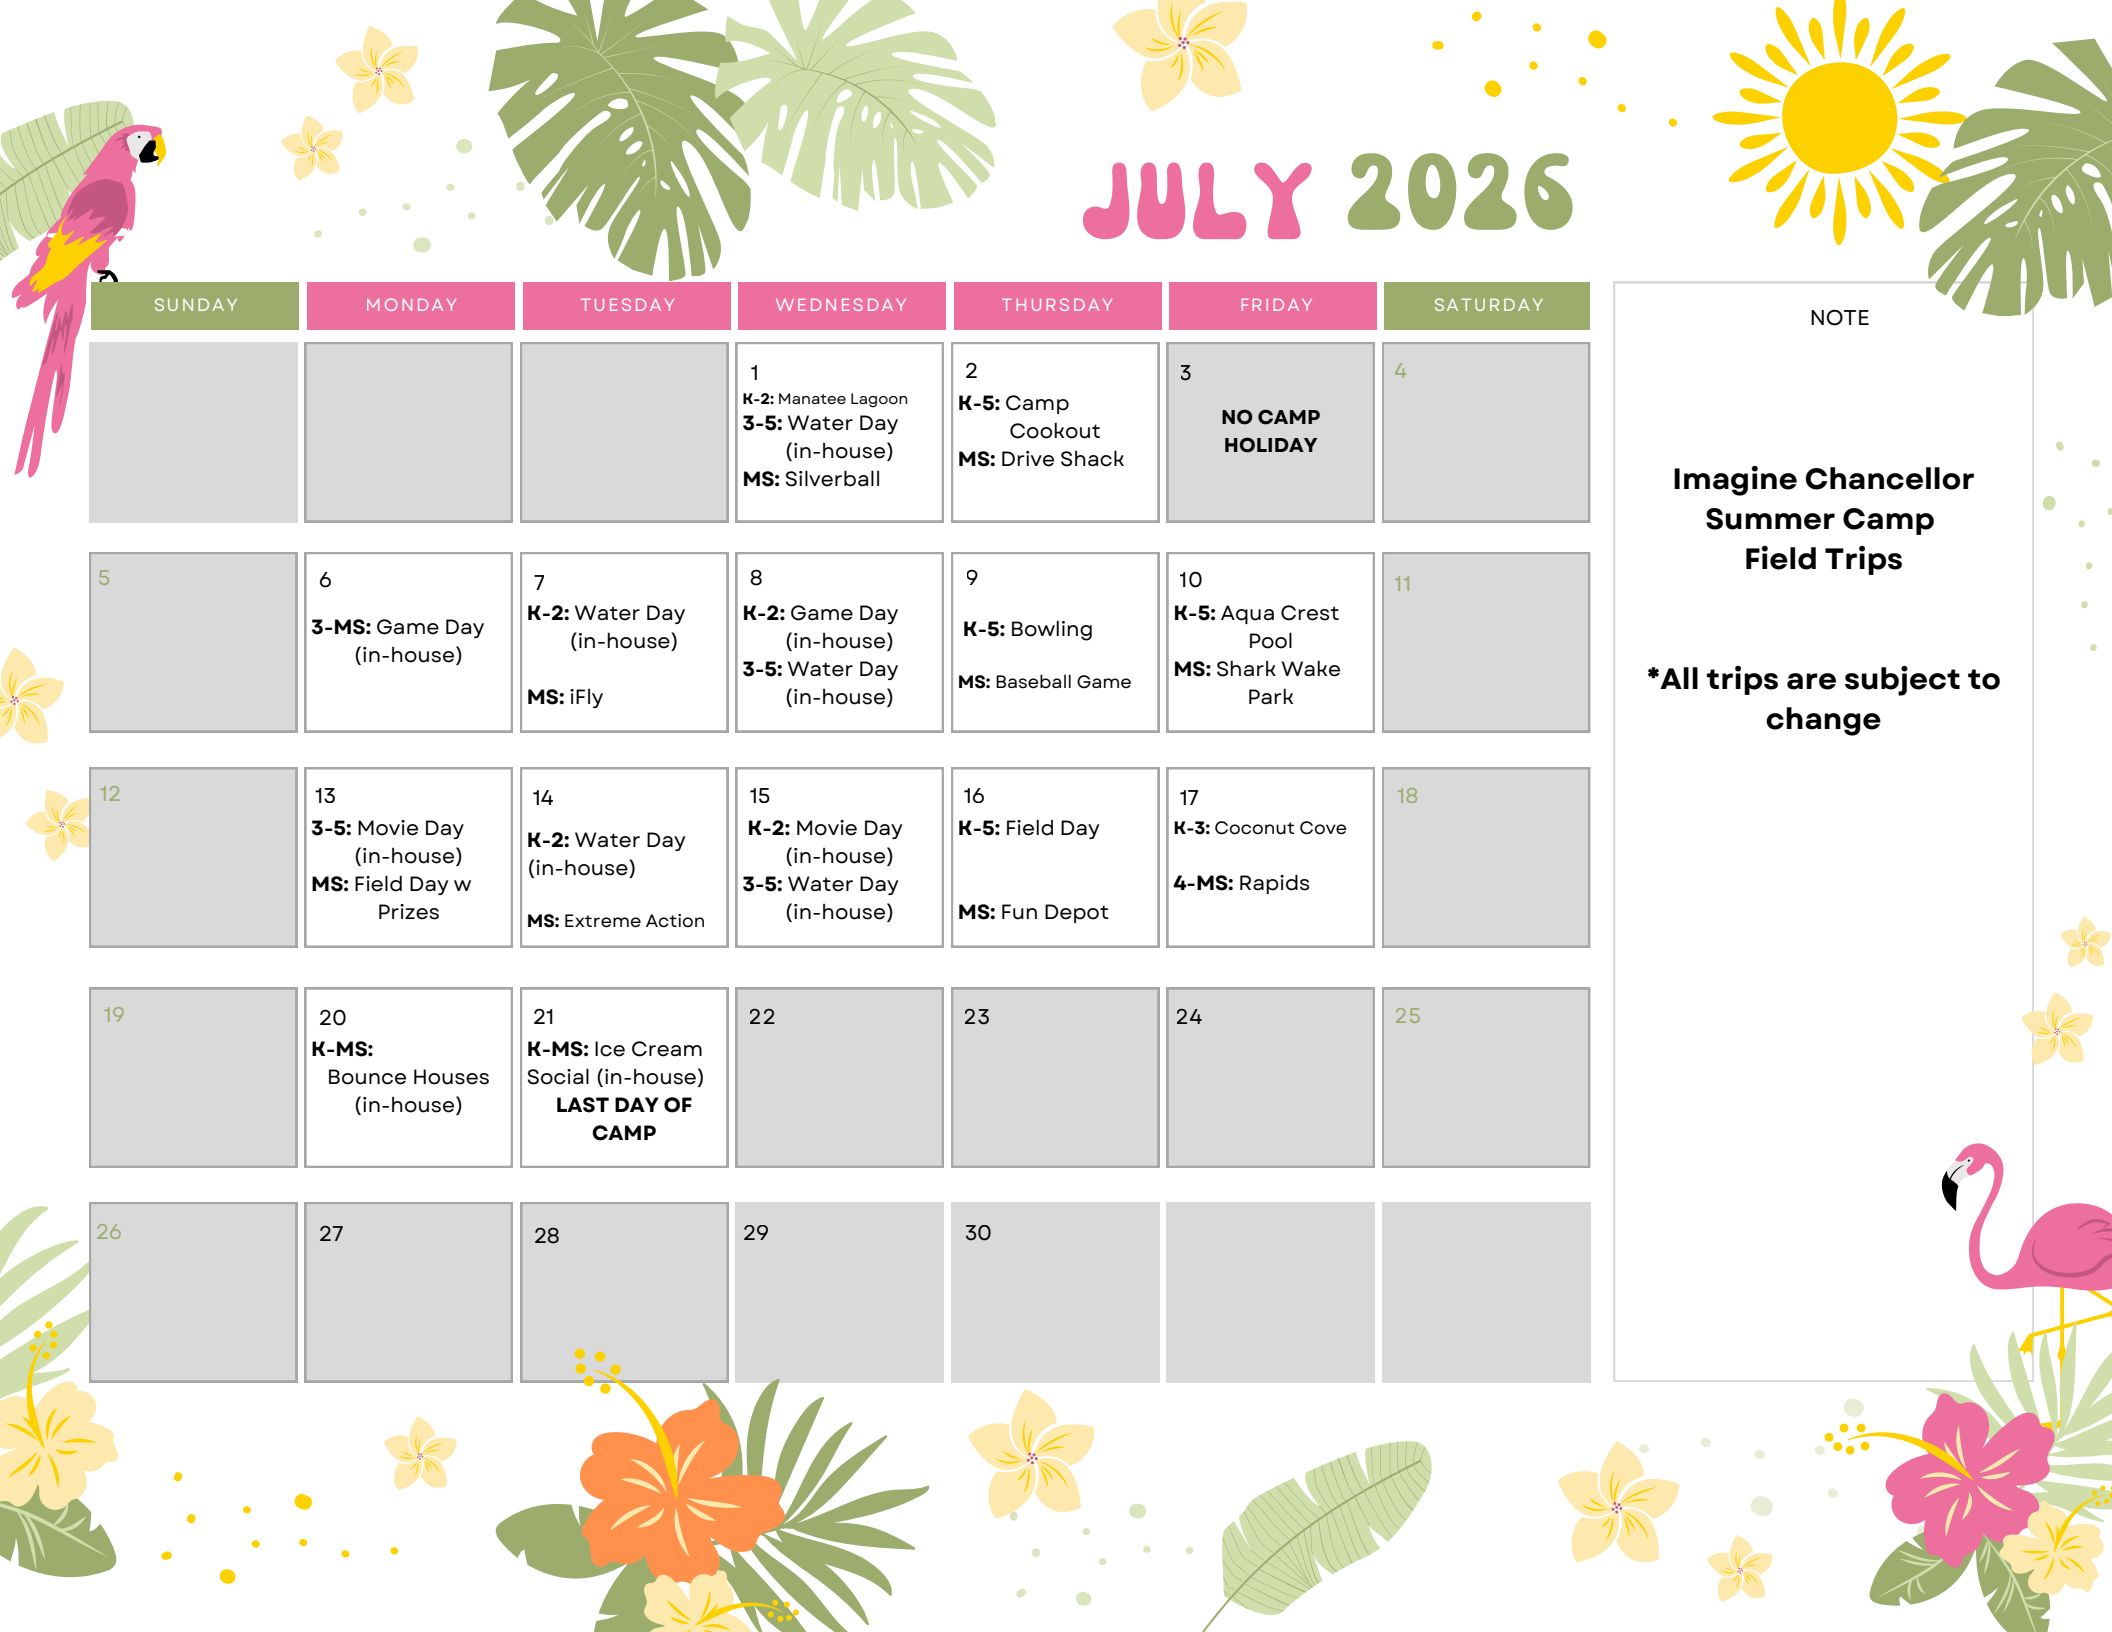 JULY 2026
SUNDAY MONDAY TUESDAY WEDNESDAY THURSDAY FRIDAY SATURDAY
1
K-2: Manatee Lagoon
3-5: Water Day
(in-house)
MS: Silverball
2
K-5: Camp
Cookout
MS: Drive Shack
3
NO CAMP
HOLIDAY
4
5
6
3-MS: Game Day
(in-house)
7
K-2: Water Day
(in-house)
MS: iFly
8
K-2: Game Day
(in-house)
3-5: Water Day
(in-house)
9
K-5: Bowling
MS: Baseball Game
10
K-5: Aqua Crest
Pool
MS: Shark Wake
Park
11
12
13
3-5: Movie Day
(in-house)
MS: Field Day w
Prizes
14
K-2: Water Day
(in-house)
MS: Extreme Action
15
K-2: Movie Day
(in-house)
3-5: Water Day
(in-house)
16
K-5: Field Day
MS: Fun Depot
17
K-3: Coconut Cove
4-MS: Rapids
18
19
20
K-MS:
Bounce Houses
(in-house)
21
K-MS: Ice Cream
Social (in-house)
LAST DAY OF
CAMP
22
23
24
25
26
27
28
29
30
NOTE
Imagine Chancellor
Summer Camp
Field Trips
*All trips are subject to
change